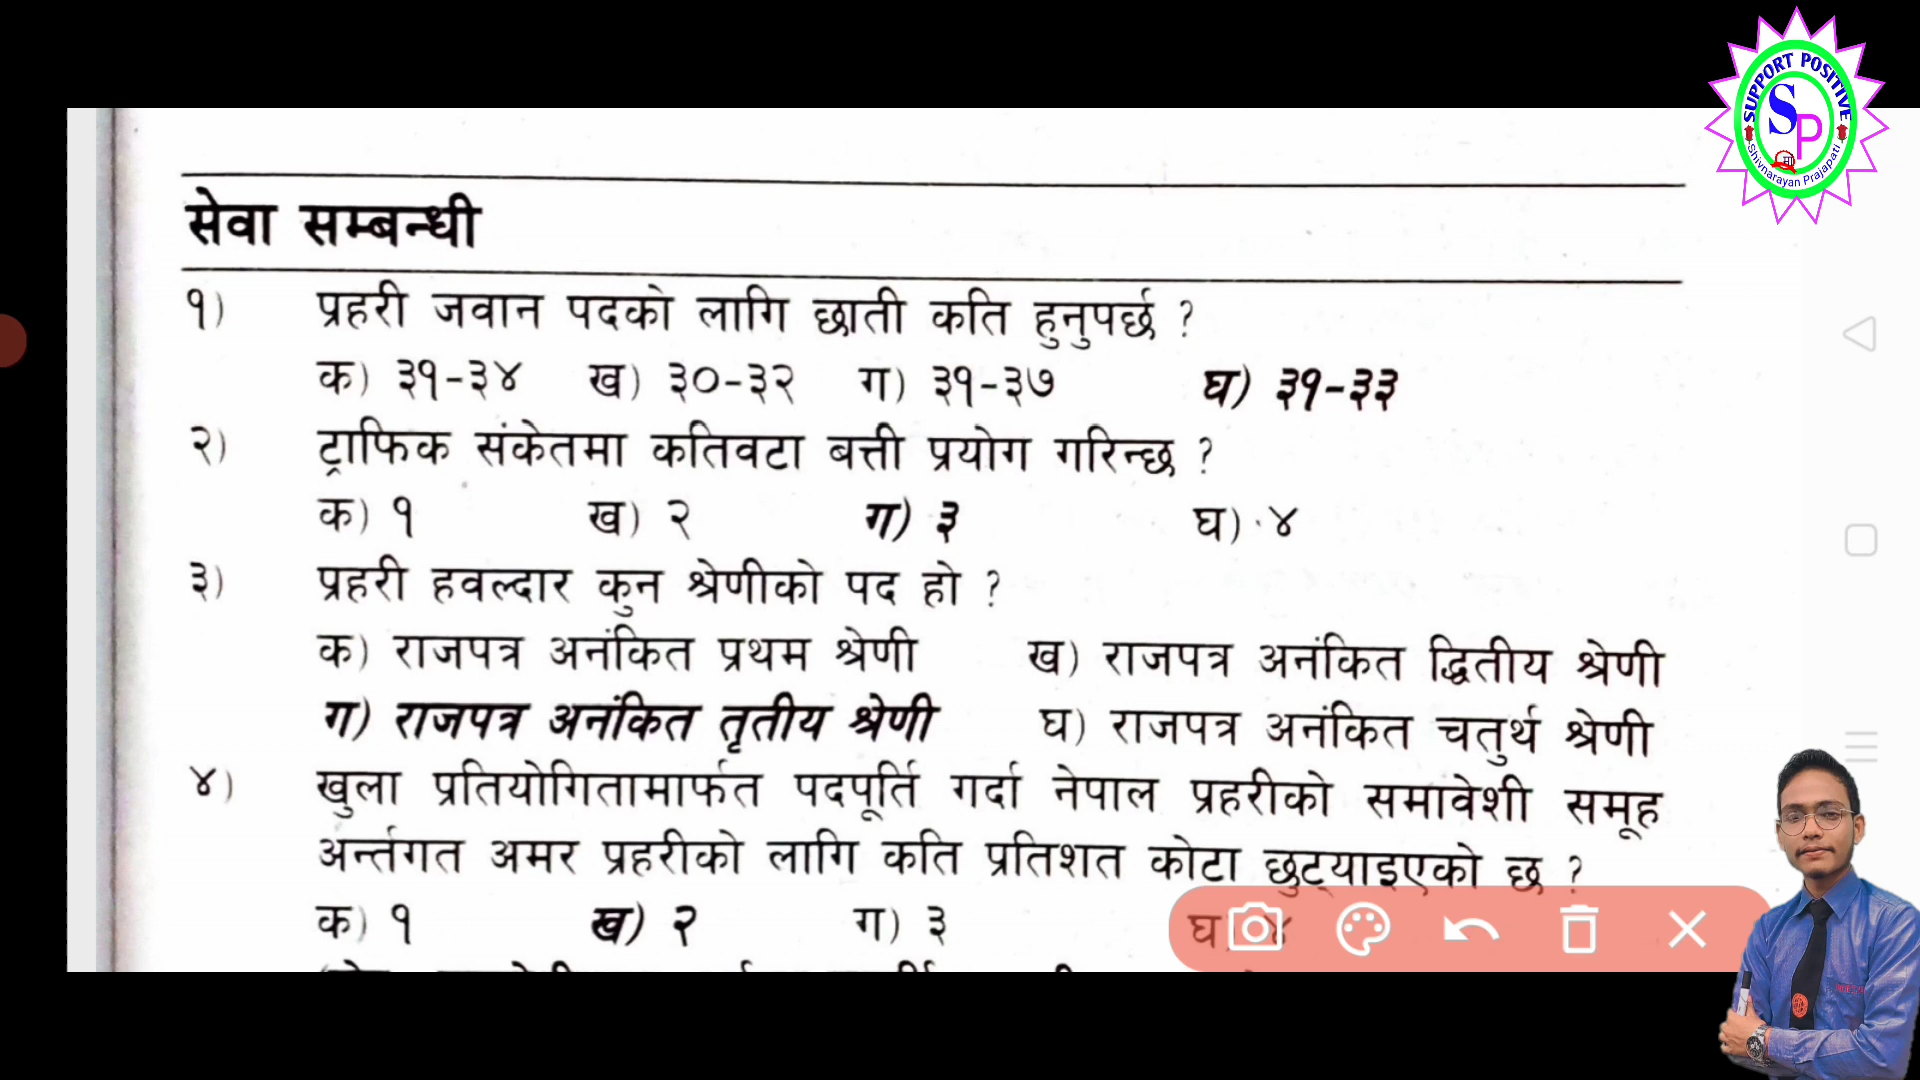 SUPPORT POSITIVE
SP
मा
Shivnarayan Prajapati
सेवा सम्बन्धी
१) प्रहरी जवान पदको लागि छाती कति हुनुपर्छ ?
क) ३१-३४ ख) ३०-३२ ग) ३१-३७ घ) ३१-३३
२) ट्राफिक संकेतमा कतिवटा बत्ती प्रयोग गरिन्छ ?
क) १ ख) २ ग) ३ घ) ४
३) प्रहरी हवल्दार कुन श्रेणीको पद हो ?
क) राजपत्र अनंकित प्रथम श्रेणी ख) राजपत्र अनंकित द्धितीय श्रेणी
ग) राजपत्र अनंकित तृतीय श्रेणी घ) राजपत्र अनंकित चतुर्थ श्रेणी
४) खुला प्रतियोगितामार्फत पदपूर्ति गर्दा नेपाल प्रहरीको समावेशी समूह
अर्न्तगत अमर प्रहरीको लागि कति प्रतिशत कोटा छुट्याइएको छ ?
क) १ ख) २ ग) ३ घ) ४